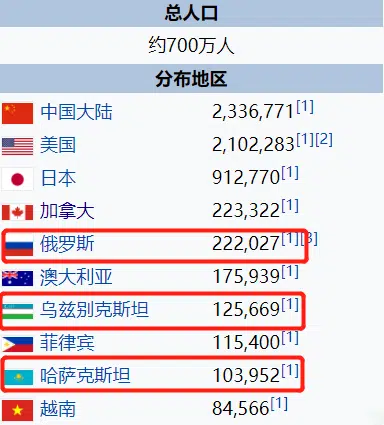 总人口
约700万人
分布地区
中国大陆 2,336,771[1]
美国 2,102,283[1][2]
日本 912,770[1]
加拿大 223,322[1]
俄罗斯 222,027[1][3]
澳大利亚 175,939[1]
乌兹别克斯坦 125,669[1]
菲律宾 115,400[1]
哈萨克斯坦 103,952[1]
越南 84,566[1]